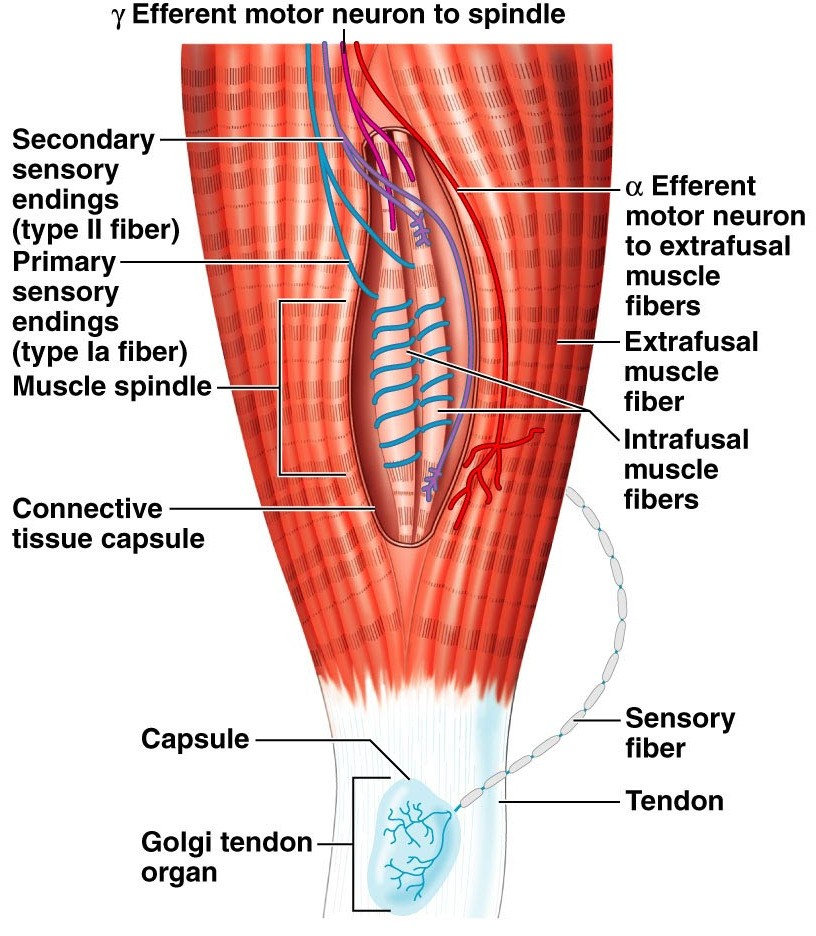 γ Efferent motor neuron to spindle
Secondary
sensory
endings
(type II fiber)
Primary
sensory
endings
(type Ia fiber)
Muscle spindle
Connective
tissue capsule
α Efferent
motor neuron
to extrafusal
muscle
fibers
Extrafusal
muscle
fiber
Intrafusal
muscle
fibers
Capsule
Golgi tendon
organ
Sensory
fiber
Tendon